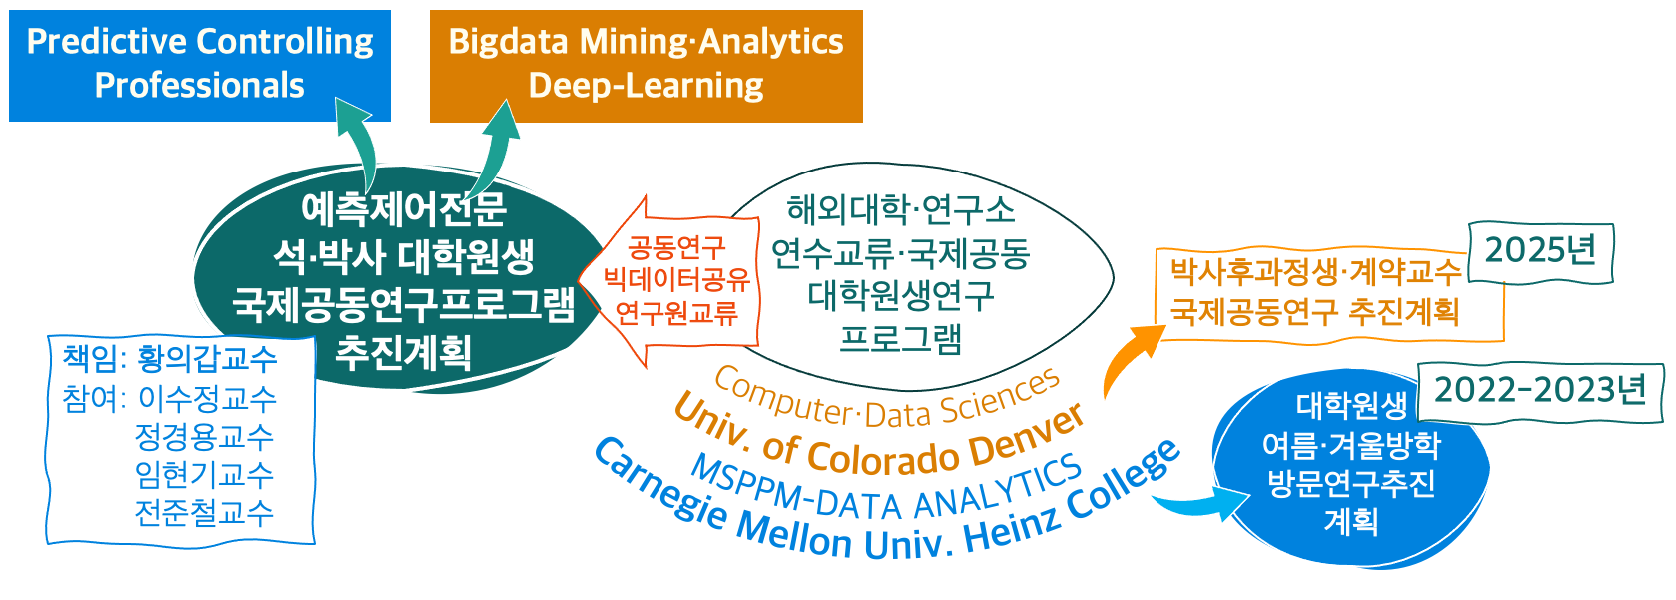 Predictive Controlling
Professionals
Bigdata Mining·Analytics
Deep-Learning
예측제어전문
석·박사 대학원생
국제공동연구프로그램
추진계획
책임: 황의갑교수
참여: 이수정교수
정경용교수
임현기교수
전준철교수
공동연구
빅데이터공유
연구원교류
해외대학·연구소
연수교류·국제공동
대학원생연구
프로그램
Computer·Data Sciences
Univ. of Colorado Denver
MSPPM-DATA ANALYTICS
Carnegie Mellon Univ. Heinz College
2025년
박사후과정생·계약교수
국제공동연구 추진계획
2022-2023년
대학원생
여름·겨울방학
방문연구추진
계획